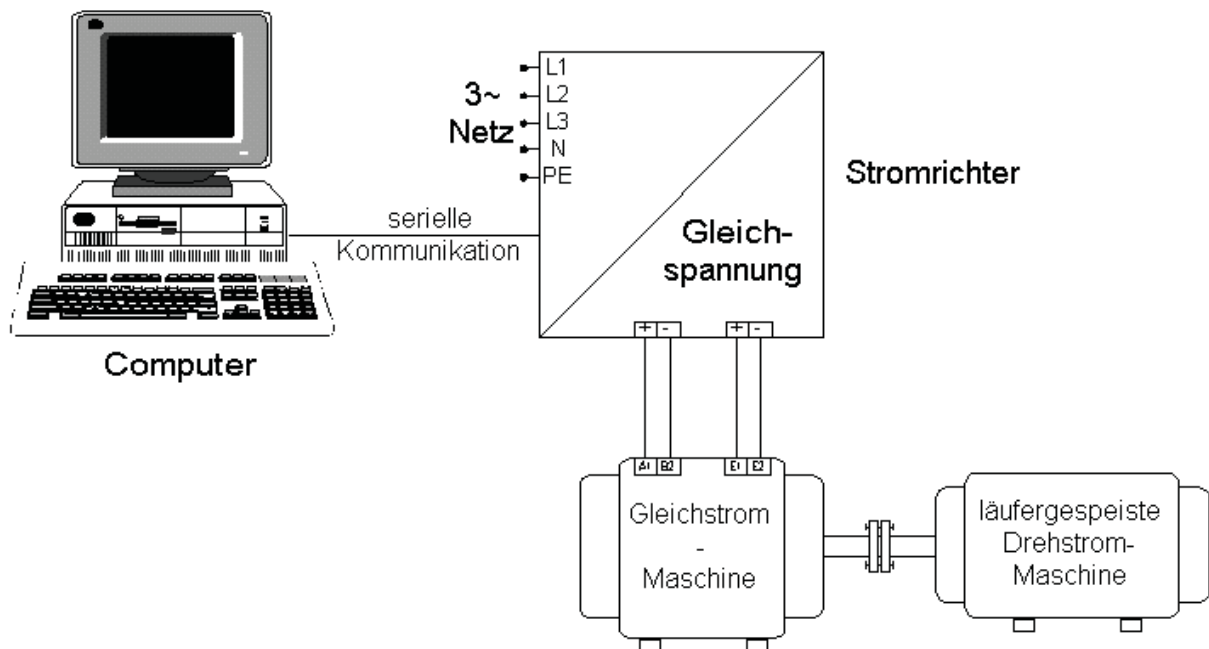 L1
3~
L2
Netz
L3
N
PE
Stromrichter
serielle
Kommunikation
Gleich-
spannung
+ - + -
Computer
A1 B2 E1 E2
Gleichstrom
-
Maschine
läufergespeiste
Drehstrom-
Maschine